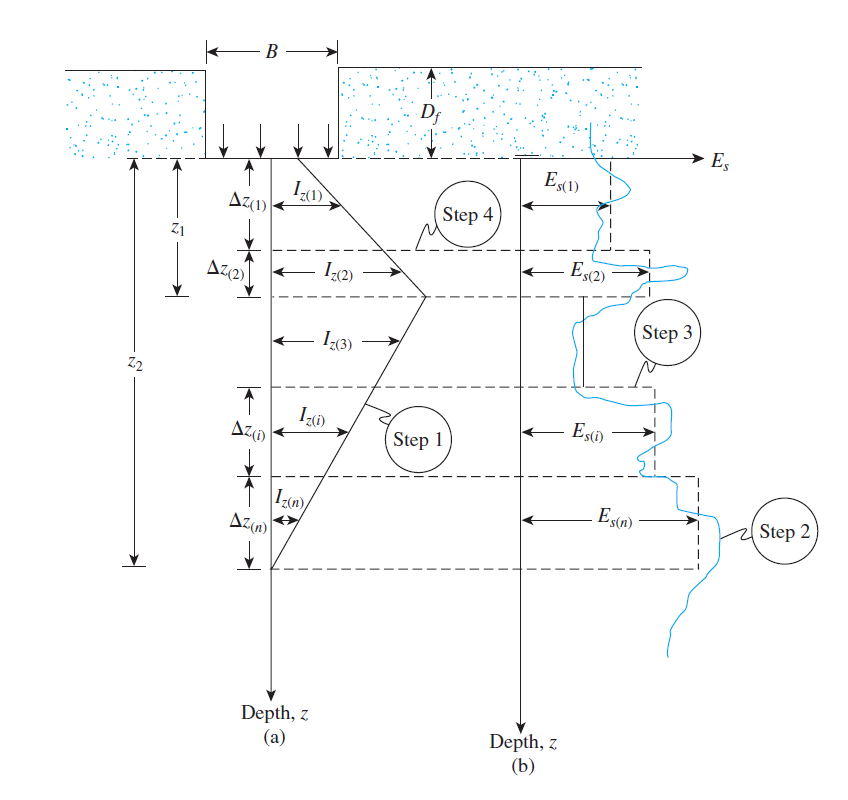 B
D_f
E_s
Δz_(1)
I_z(1)
E_s(1)
Step 4
z_1
Δz_(2)
I_z(2)
E_s(2)
I_z(3)
Step 3
z_2
Δz_(i)
I_z(i)
Step 1
E_s(i)
I_z(n)
Δz_(n)
E_s(n)
Step 2
Depth, z
(a)
Depth, z
(b)